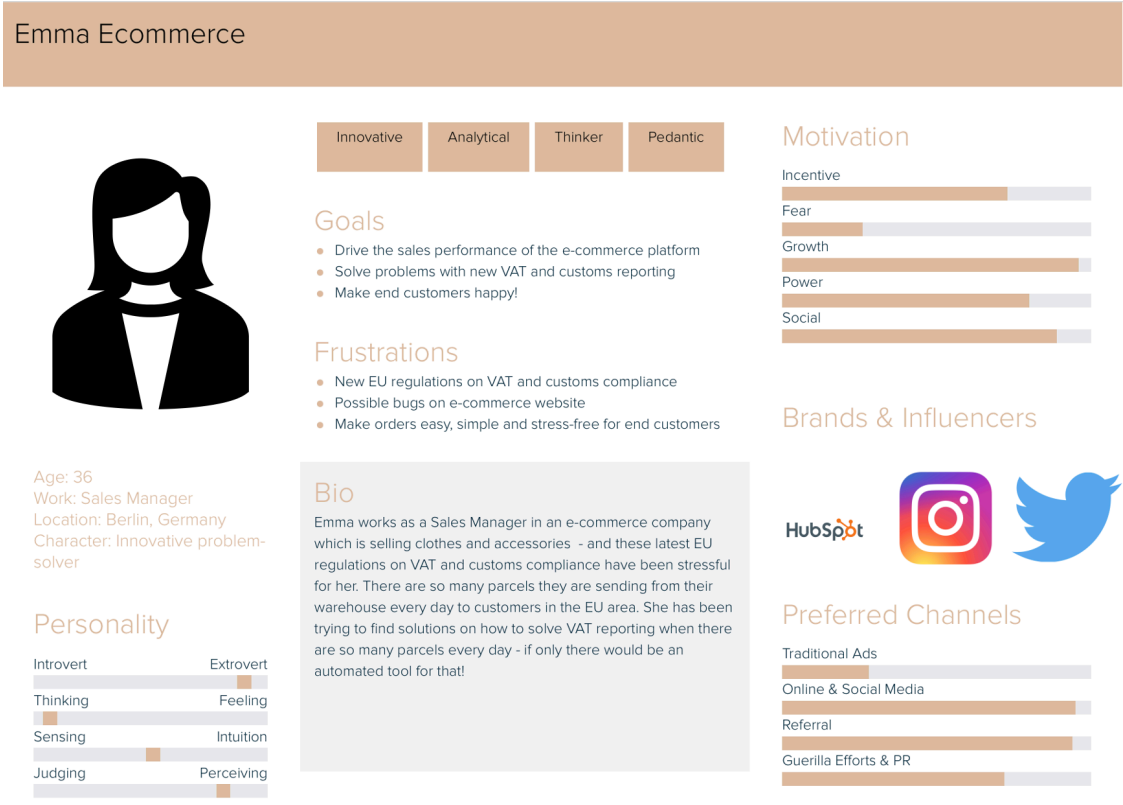 Emma Ecommerce
Innovative
Analytical
Thinker
Pedantic
Goals
Drive the sales performance of the e-commerce platform
Solve problems with new VAT and customs reporting
Make end customers happy!
Frustrations
New EU regulations on VAT and customs compliance
Possible bugs on e-commerce website
Make orders easy, simple and stress-free for end customers
Age: 36
Work: Sales Manager
Location: Berlin, Germany
Character: Innovative problem-
solver
Personality
Introvert Extrovert
Thinking Feeling
Sensing Intuition
Judging Perceiving
Bio
Emma works as a Sales Manager in an e-commerce company
which is selling clothes and accessories - and these latest EU
regulations on VAT and customs compliance have been stressful
for her. There are so many parcels they are sending from their
warehouse every day to customers in the EU area. She has been
trying to find solutions on how to solve VAT reporting when there
are so many parcels every day - if only there would be an
automated tool for that!
Motivation
Incentive
Fear
Growth
Power
Social
Brands & Influencers
HubSpot
Preferred Channels
Traditional Ads
Online & Social Media
Referral
Guerilla Efforts & PR